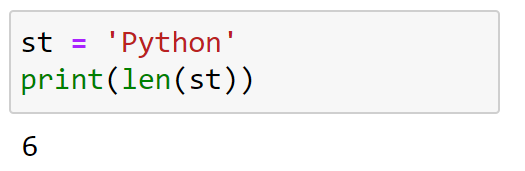 st = 'Python'
print(len(st))
6